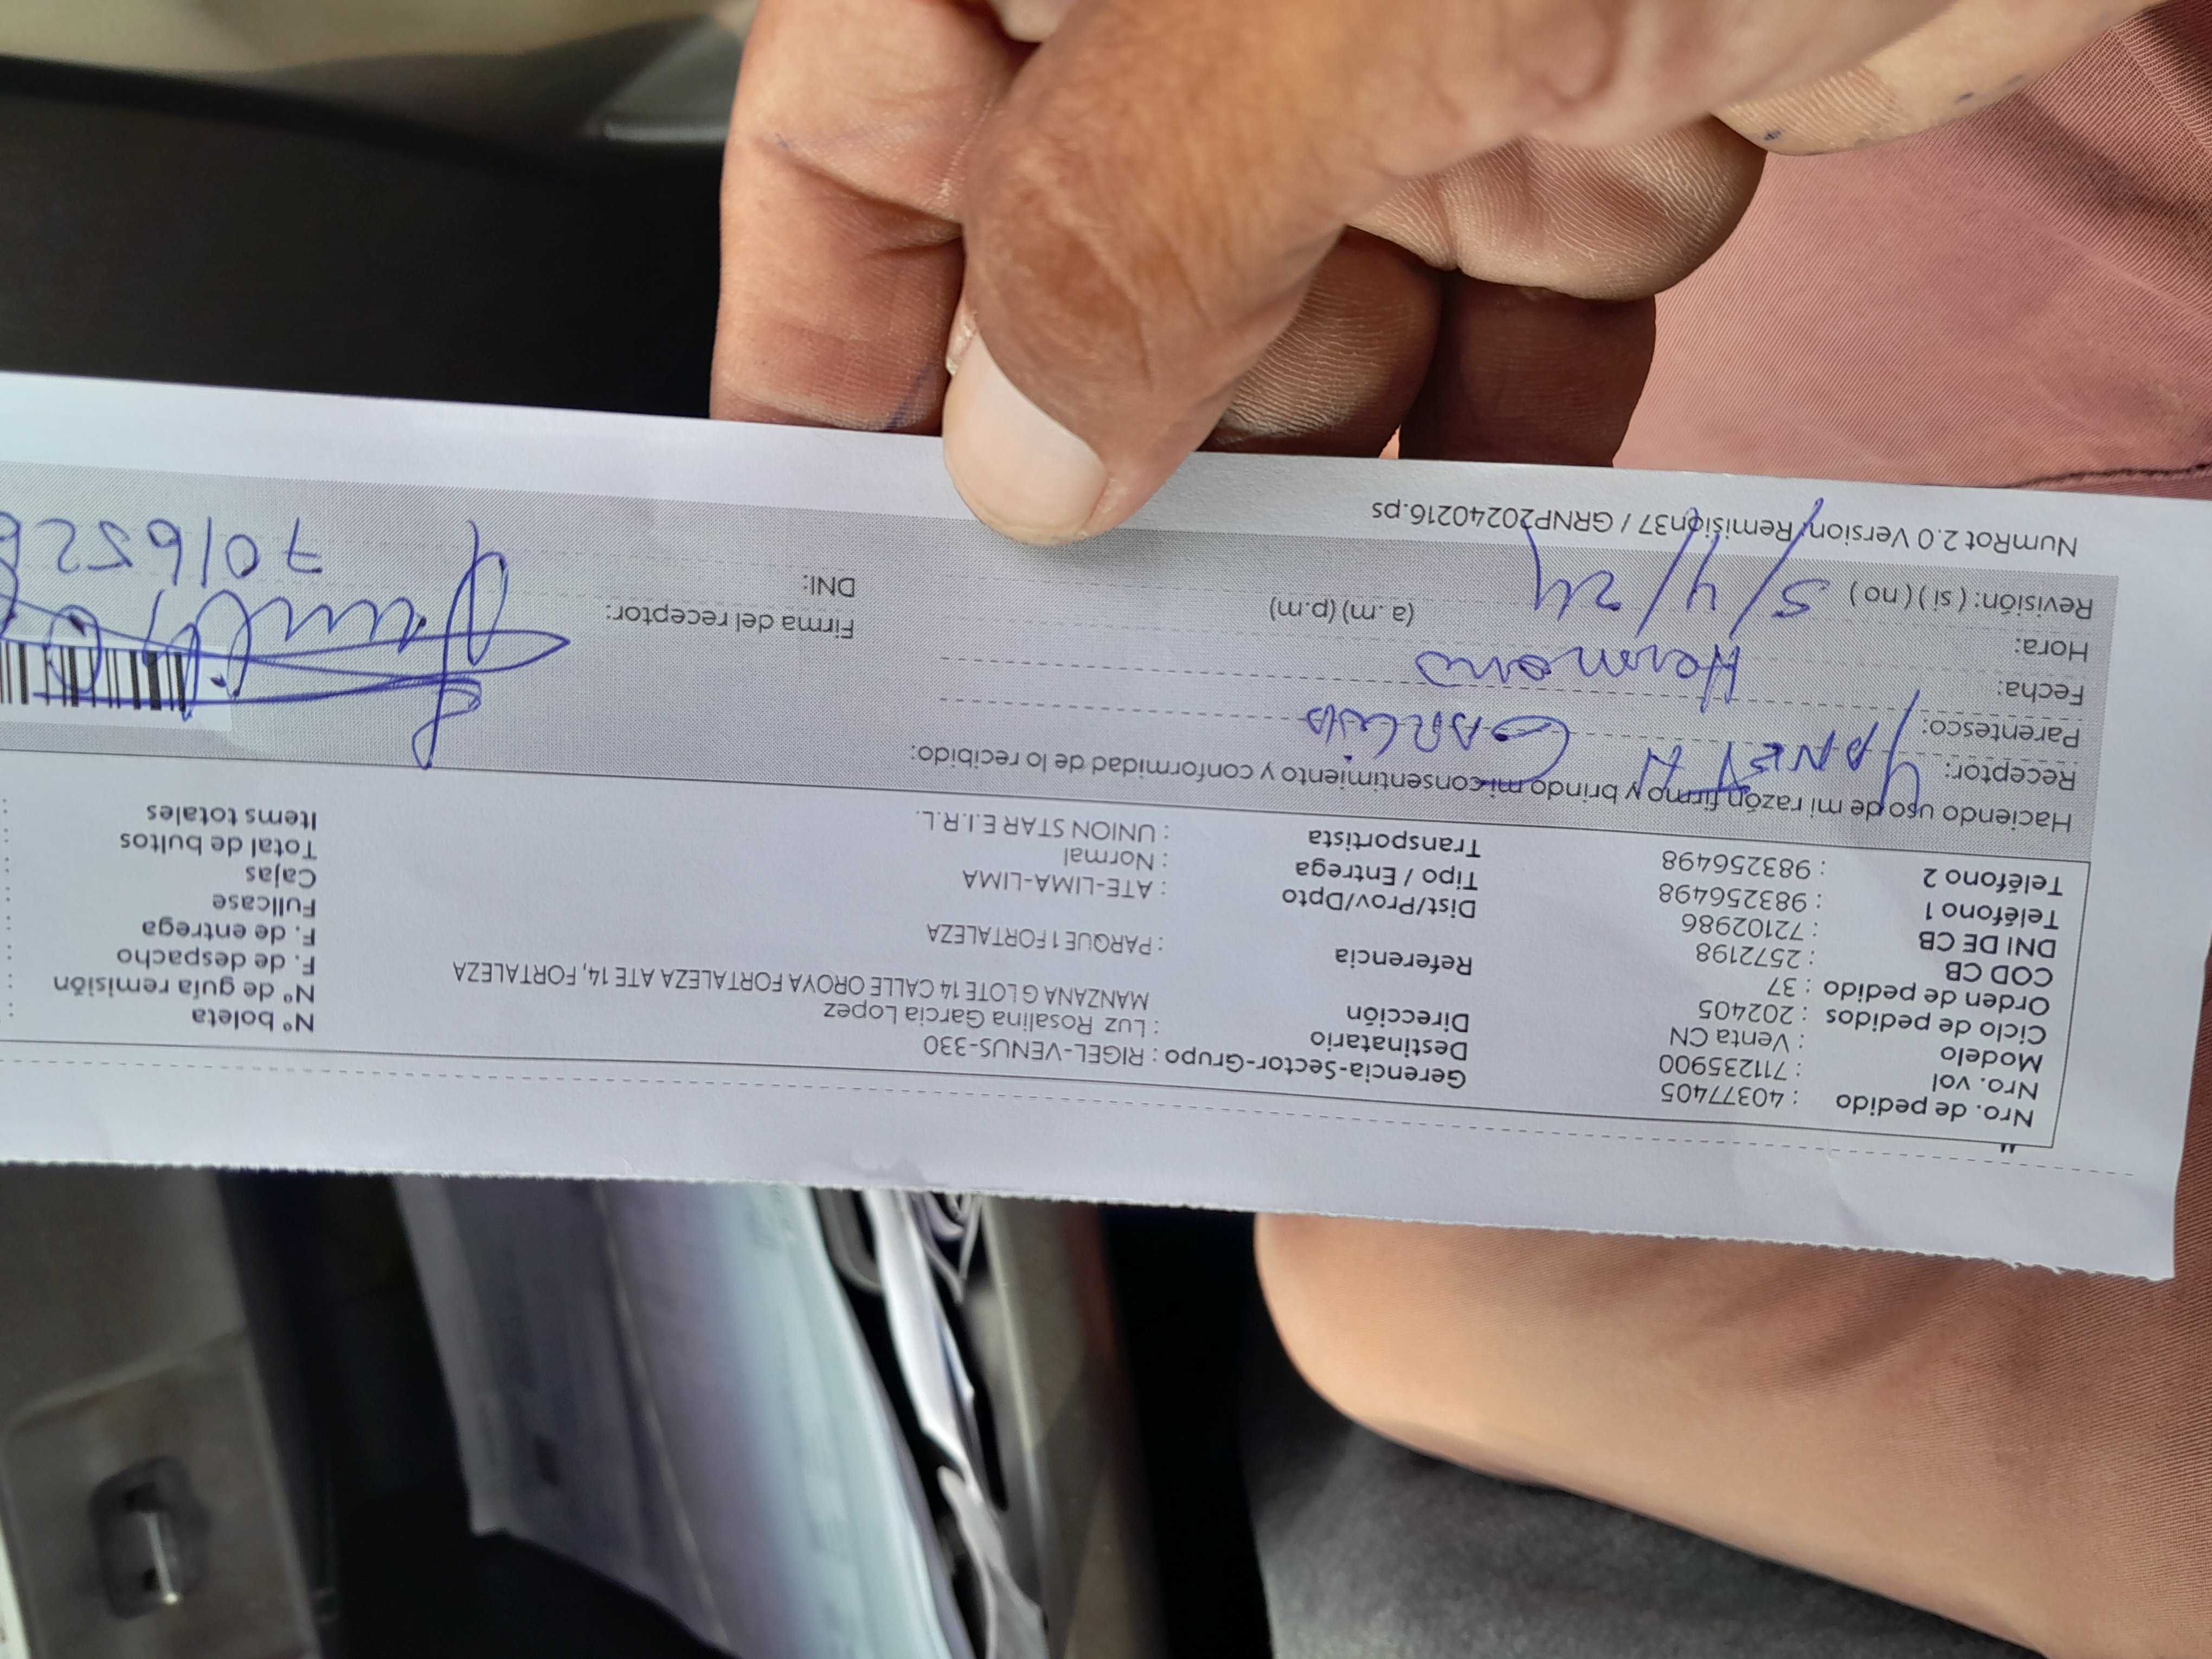 Nro. de pedido : 40377405
Nro. vol : 711235900
Modelo : Venta CN
Ciclo de pedidos : 202405
Orden de pedido : 37
COD CB : 2572198
DNI DE CB : 72102986
Teléfono 1 : 983256498
Teléfono 2 : 983256498
Gerencia-Sector-Grupo : RIGEL-VENUS-330
Destinatario : Luz Rosalina Garcia Lopez
Dirección MANZANA G LOTE 14 CALLE OROYA FORTALEZA ATE 14, FORTALEZA
Referencia : PARQUE 1 FORTALEZA
Dist/Prov/Dpto : ATE-LIMA-LIMA
Tipo / Entrega : Normal
Transportista : UNION STAR E.I.R.L.
Nº boleta :
Nº de guía remisión :
F. de despacho :
F. de entrega :
Fullcase :
Cajas :
Total de bultos :
Items totales :
Haciendo uso de mi razón firmo y brindo mi consentimiento y conformidad de lo recibido:
Receptor: YANETH GARCIA
Parentesco: Hermana
Fecha: 5/4/24
Hora: (a.m) (p.m)
Revisión: ( si ) ( no )
Firma del receptor:
DNI: 7016522
NumRot 2.0 Version: Remision37 / GRNP20240216.ps